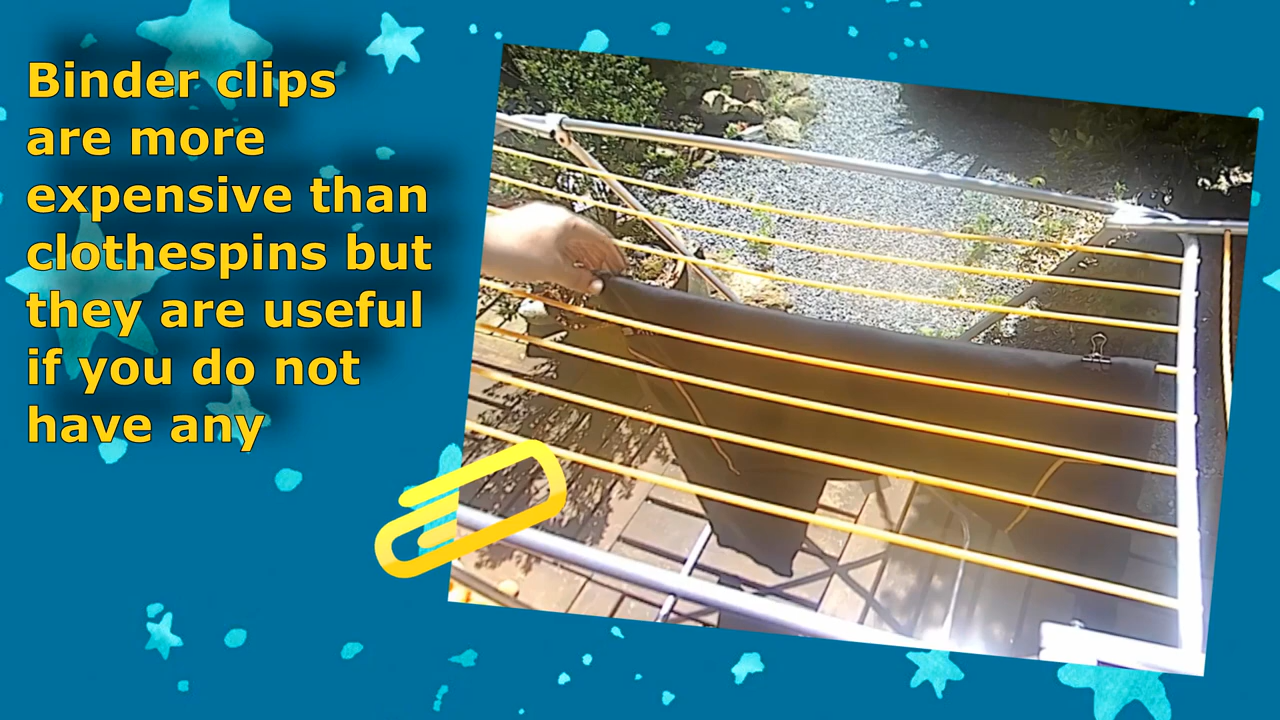 Binder clips
are more
expensive than
clothespins but
they are useful
if you do not
have any